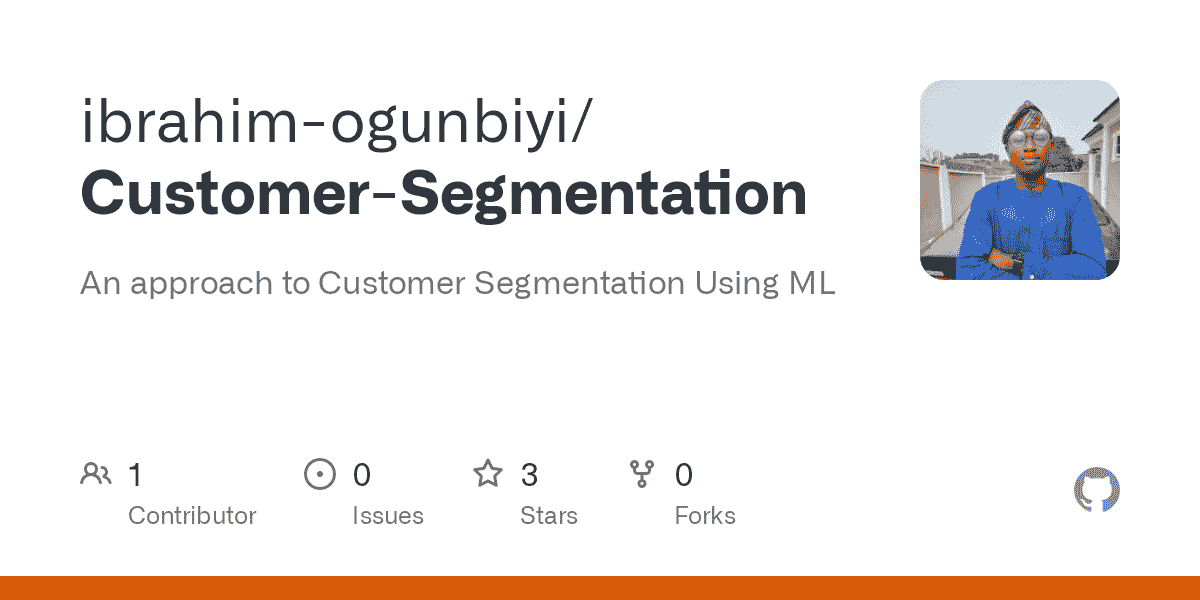 ibrahim-ogunbiyi/
Customer-Segmentation
An approach to Customer Segmentation Using ML
1 0 3 0
Contributor Issues Stars Forks